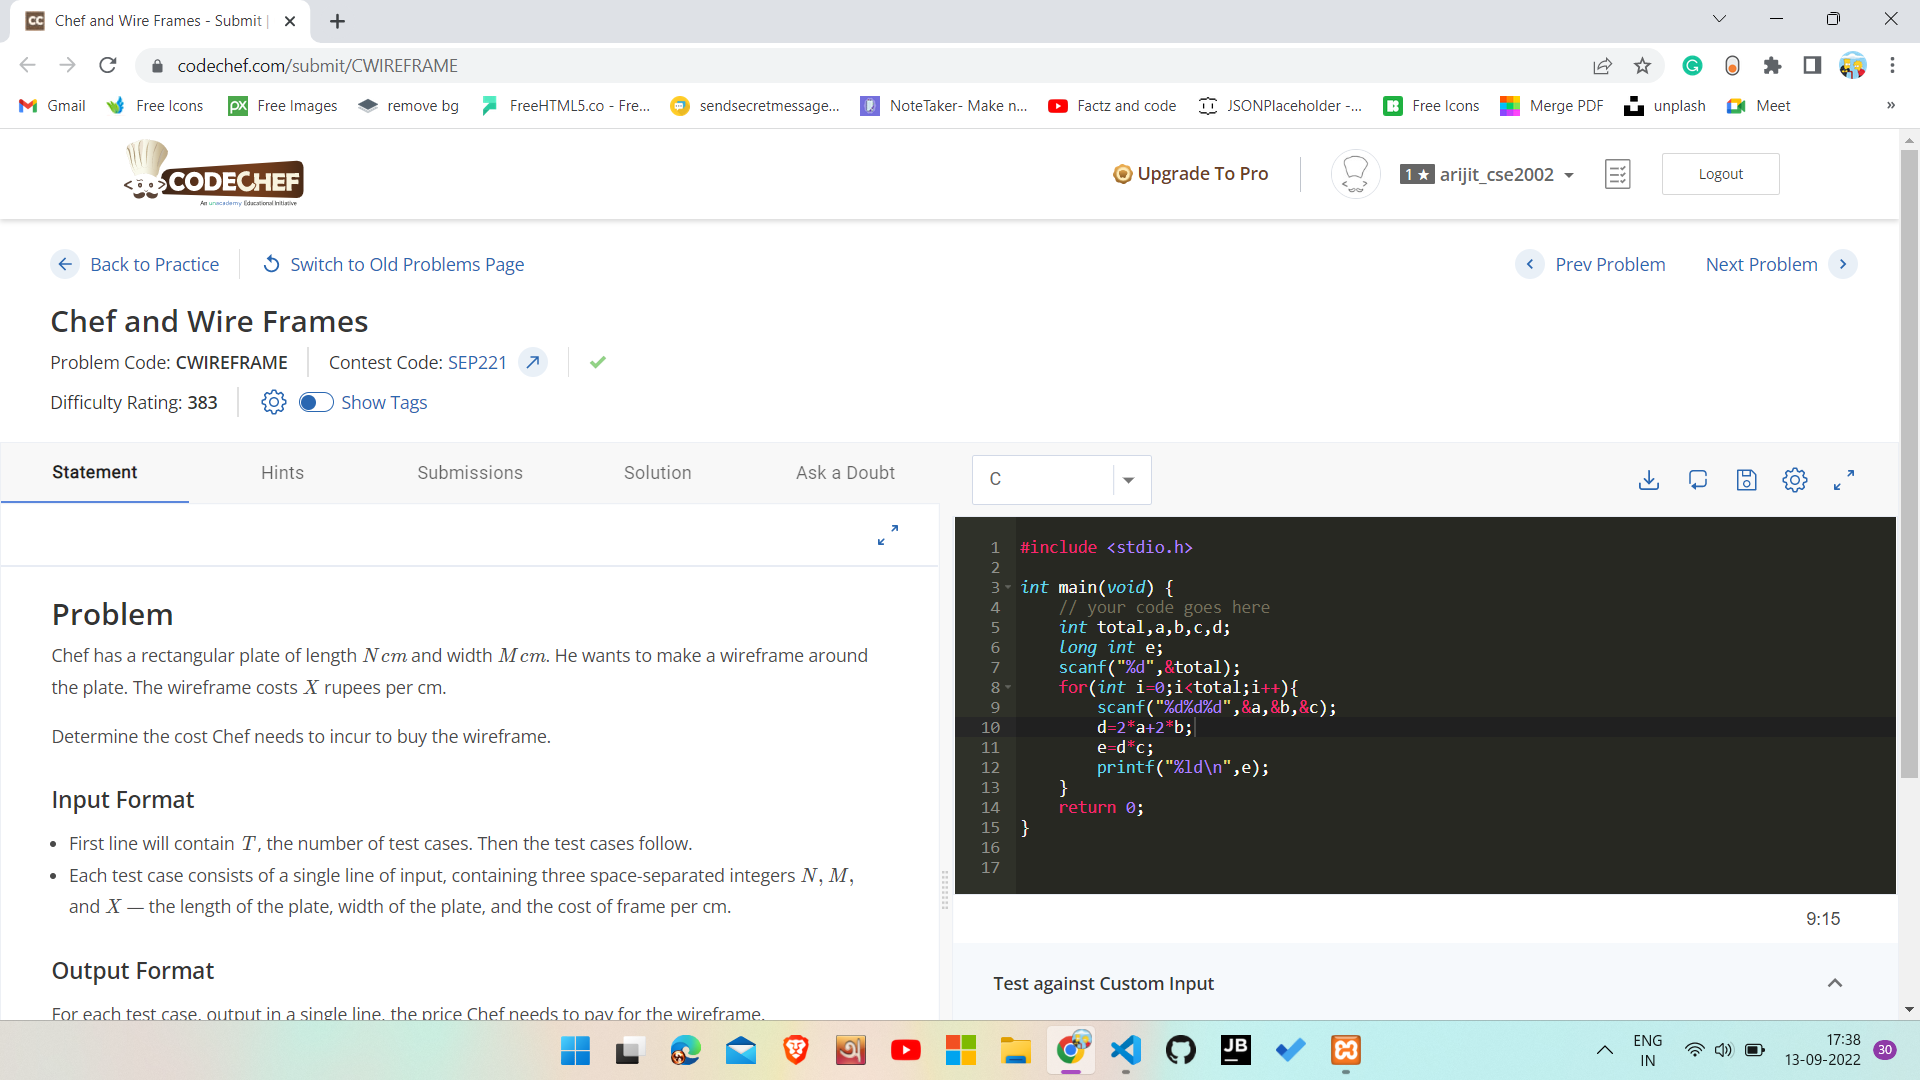 Chef and Wire Frames - Submit |
codechef.com/submit/CWIREFRAME
Gmail Free Icons Free Images remove bg FreeHTML5.co - Fre... sendsecretmessage... NoteTaker- Make n... Factz and code JSONPlaceholder -... Free Icons Merge PDF unplash Meet »
CODECHEF
An unacademy Educational Initiative
Upgrade To Pro 1★ arijit_cse2002 Logout
Back to Practice Switch to Old Problems Page Prev Problem Next Problem
Chef and Wire Frames
Problem Code: CWIREFRAME Contest Code: SEP221
Difficulty Rating: 383 Show Tags
Statement Hints Submissions Solution Ask a Doubt
C
Problem
Chef has a rectangular plate of length N cm and width M cm. He wants to make a wireframe around
the plate. The wireframe costs X rupees per cm.
Determine the cost Chef needs to incur to buy the wireframe.
Input Format
• First line will contain T, the number of test cases. Then the test cases follow.
• Each test case consists of a single line of input, containing three space-separated integers N, M,
and X — the length of the plate, width of the plate, and the cost of frame per cm.
Output Format
For each test case, output in a single line, the price Chef needs to pay for the wireframe.
1 #include <stdio.h>
2
3 int main(void) {
4 // your code goes here
5 int total,a,b,c,d;
6 long int e;
7 scanf("%d",&total);
8 for(int i=0;i<total;i++){
9 scanf("%d%d%d",&a,&b,&c);
10 d=2*a+2*b;
11 e=d*c;
12 printf("%ld\n",e);
13 }
14 return 0;
15 }
16
17
9:15
Test against Custom Input
JB
ENG
IN
17:38
13-09-2022
30